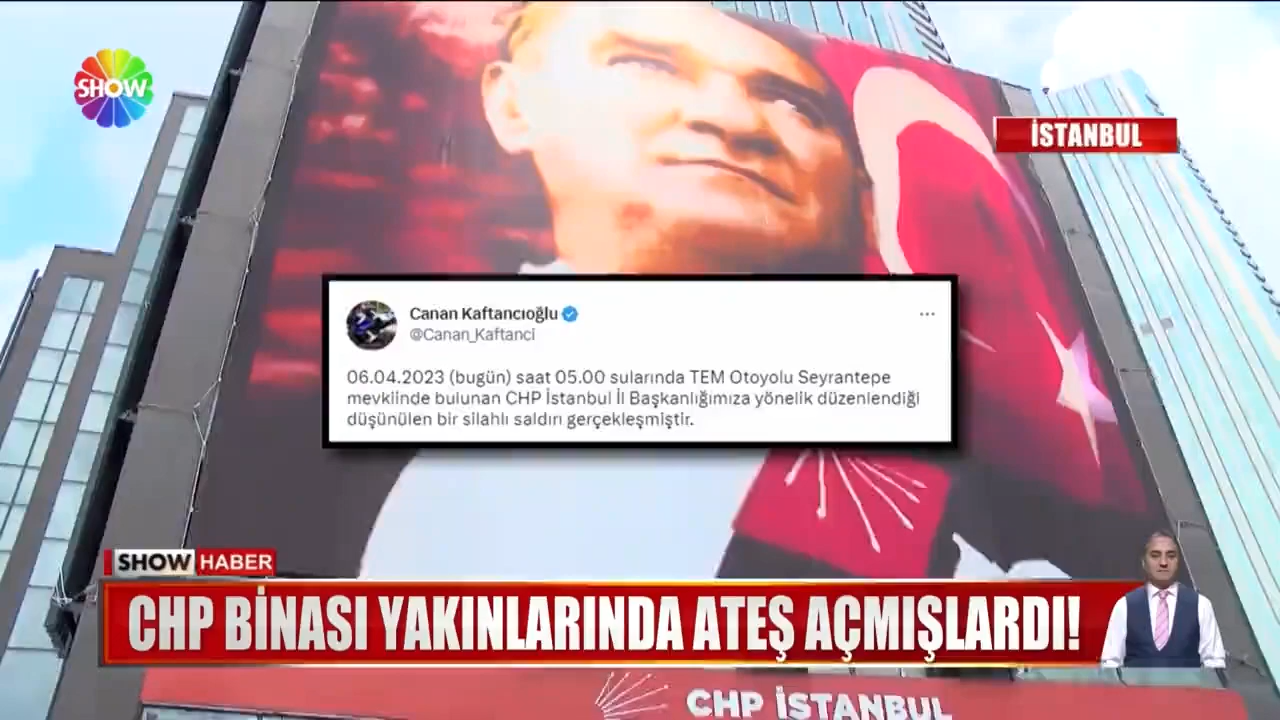 SHOW
İSTANBUL
Canan Kaftancıoğlu
@Canan_Kaftanci
06.04.2023 (bugün) saat 05.00 sularında TEM Otoyolu Seyrantepe
mevkiinde bulunan CHP İstanbul İl Başkanlığımıza yönelik düzenlendiği
düşünülen bir silahlı saldırı gerçekleşmiştir.
SHOW HABER
CHP BİNASI YAKINLARINDA ATEŞ AÇMIŞLARDI!
CHP İSTANBUL